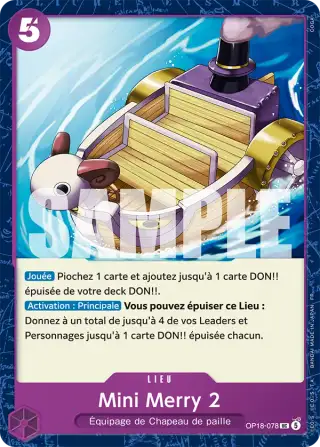 5
SAMPLE
Jouée Piochez 1 carte et ajoutez jusqu'à 1 carte DON!!
épuisée de votre deck DON!!.
Activation : Principale Vous pouvez épuiser ce Lieu :
Donnez à un total de jusqu'à 4 de vos Leaders et
Personnages jusqu'à 1 carte DON!! épuisée chacun.
LIEU
Mini Merry 2
Équipage de Chapeau de paille
OP18-078 UC 5